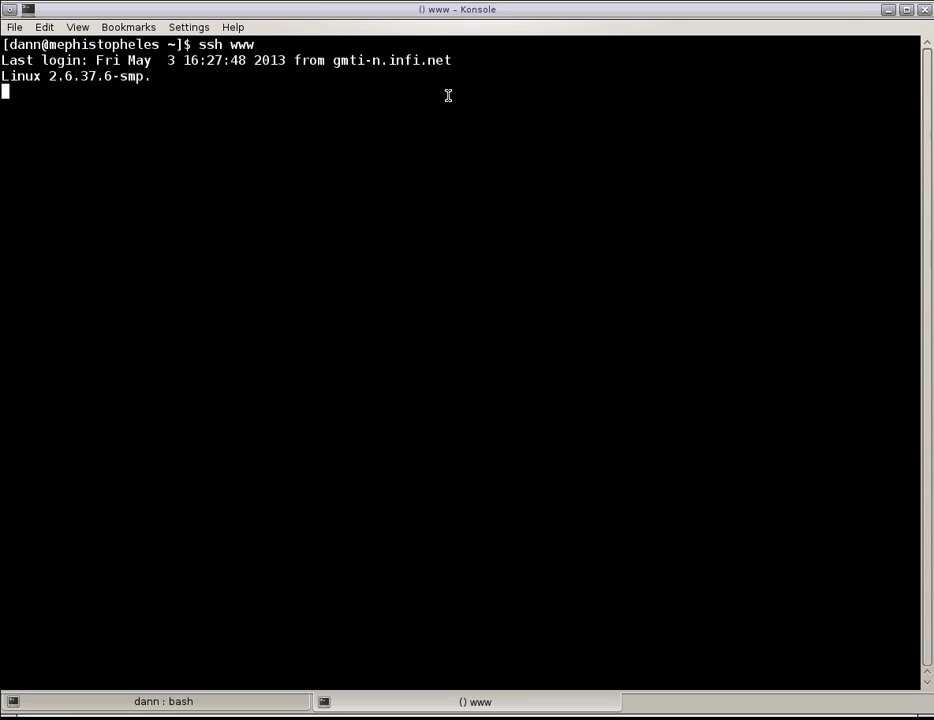 () www – Konsole
File Edit View Bookmarks Settings Help
[dann@mephistopheles ~]$ ssh www
Last login: Fri May  3 16:27:48 2013 from gmti-n.infi.net
Linux 2.6.37.6-smp.
dann : bash
() www